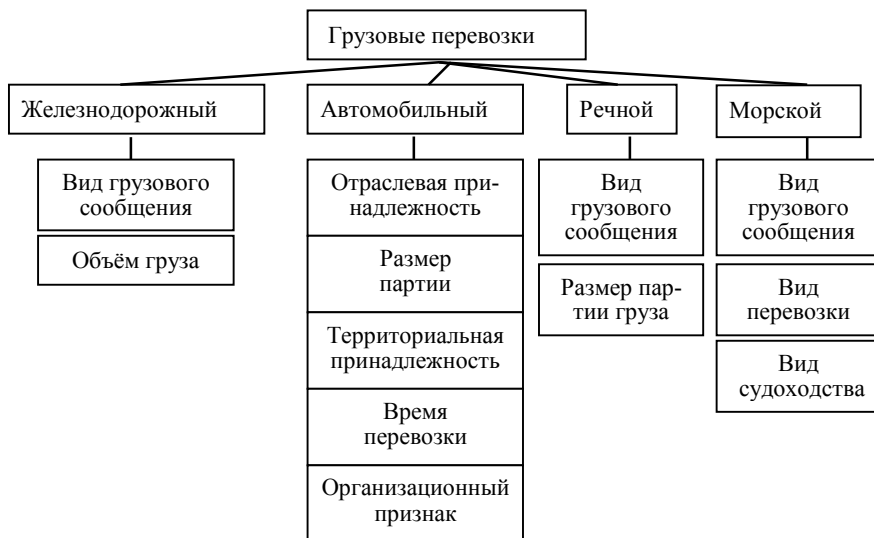 Грузовые перевозки
Железнодорожный
Автомобильный
Речной
Морской
Вид грузового
сообщения
Объём груза
Отраслевая при-
надлежность
Размер
партии
Территориальная
принадлежность
Время
перевозки
Организационный
признак
Вид
грузового
сообщения
Размер пар-
тии груза
Вид
грузового
сообщения
Вид
перевозки
Вид
судоходства